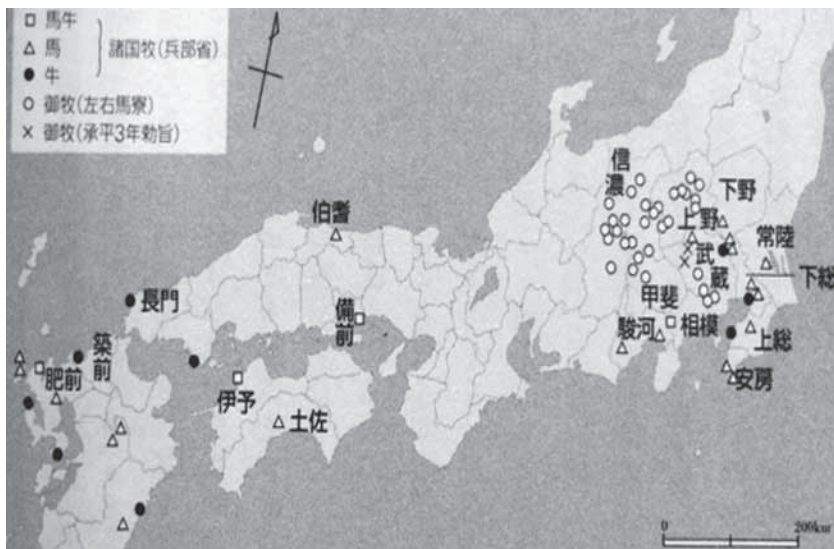 □ 馬牛
△ 馬
● 牛
諸国牧(兵部省)
○ 御牧(左右馬寮)
× 御牧(承平3年勅旨)
信濃
下野
上野
常陸
武蔵
下総
甲斐
相模
駿河
上総
安房
伯耆
備前
長門
筑前
肥前
伊予
土佐
0 200km